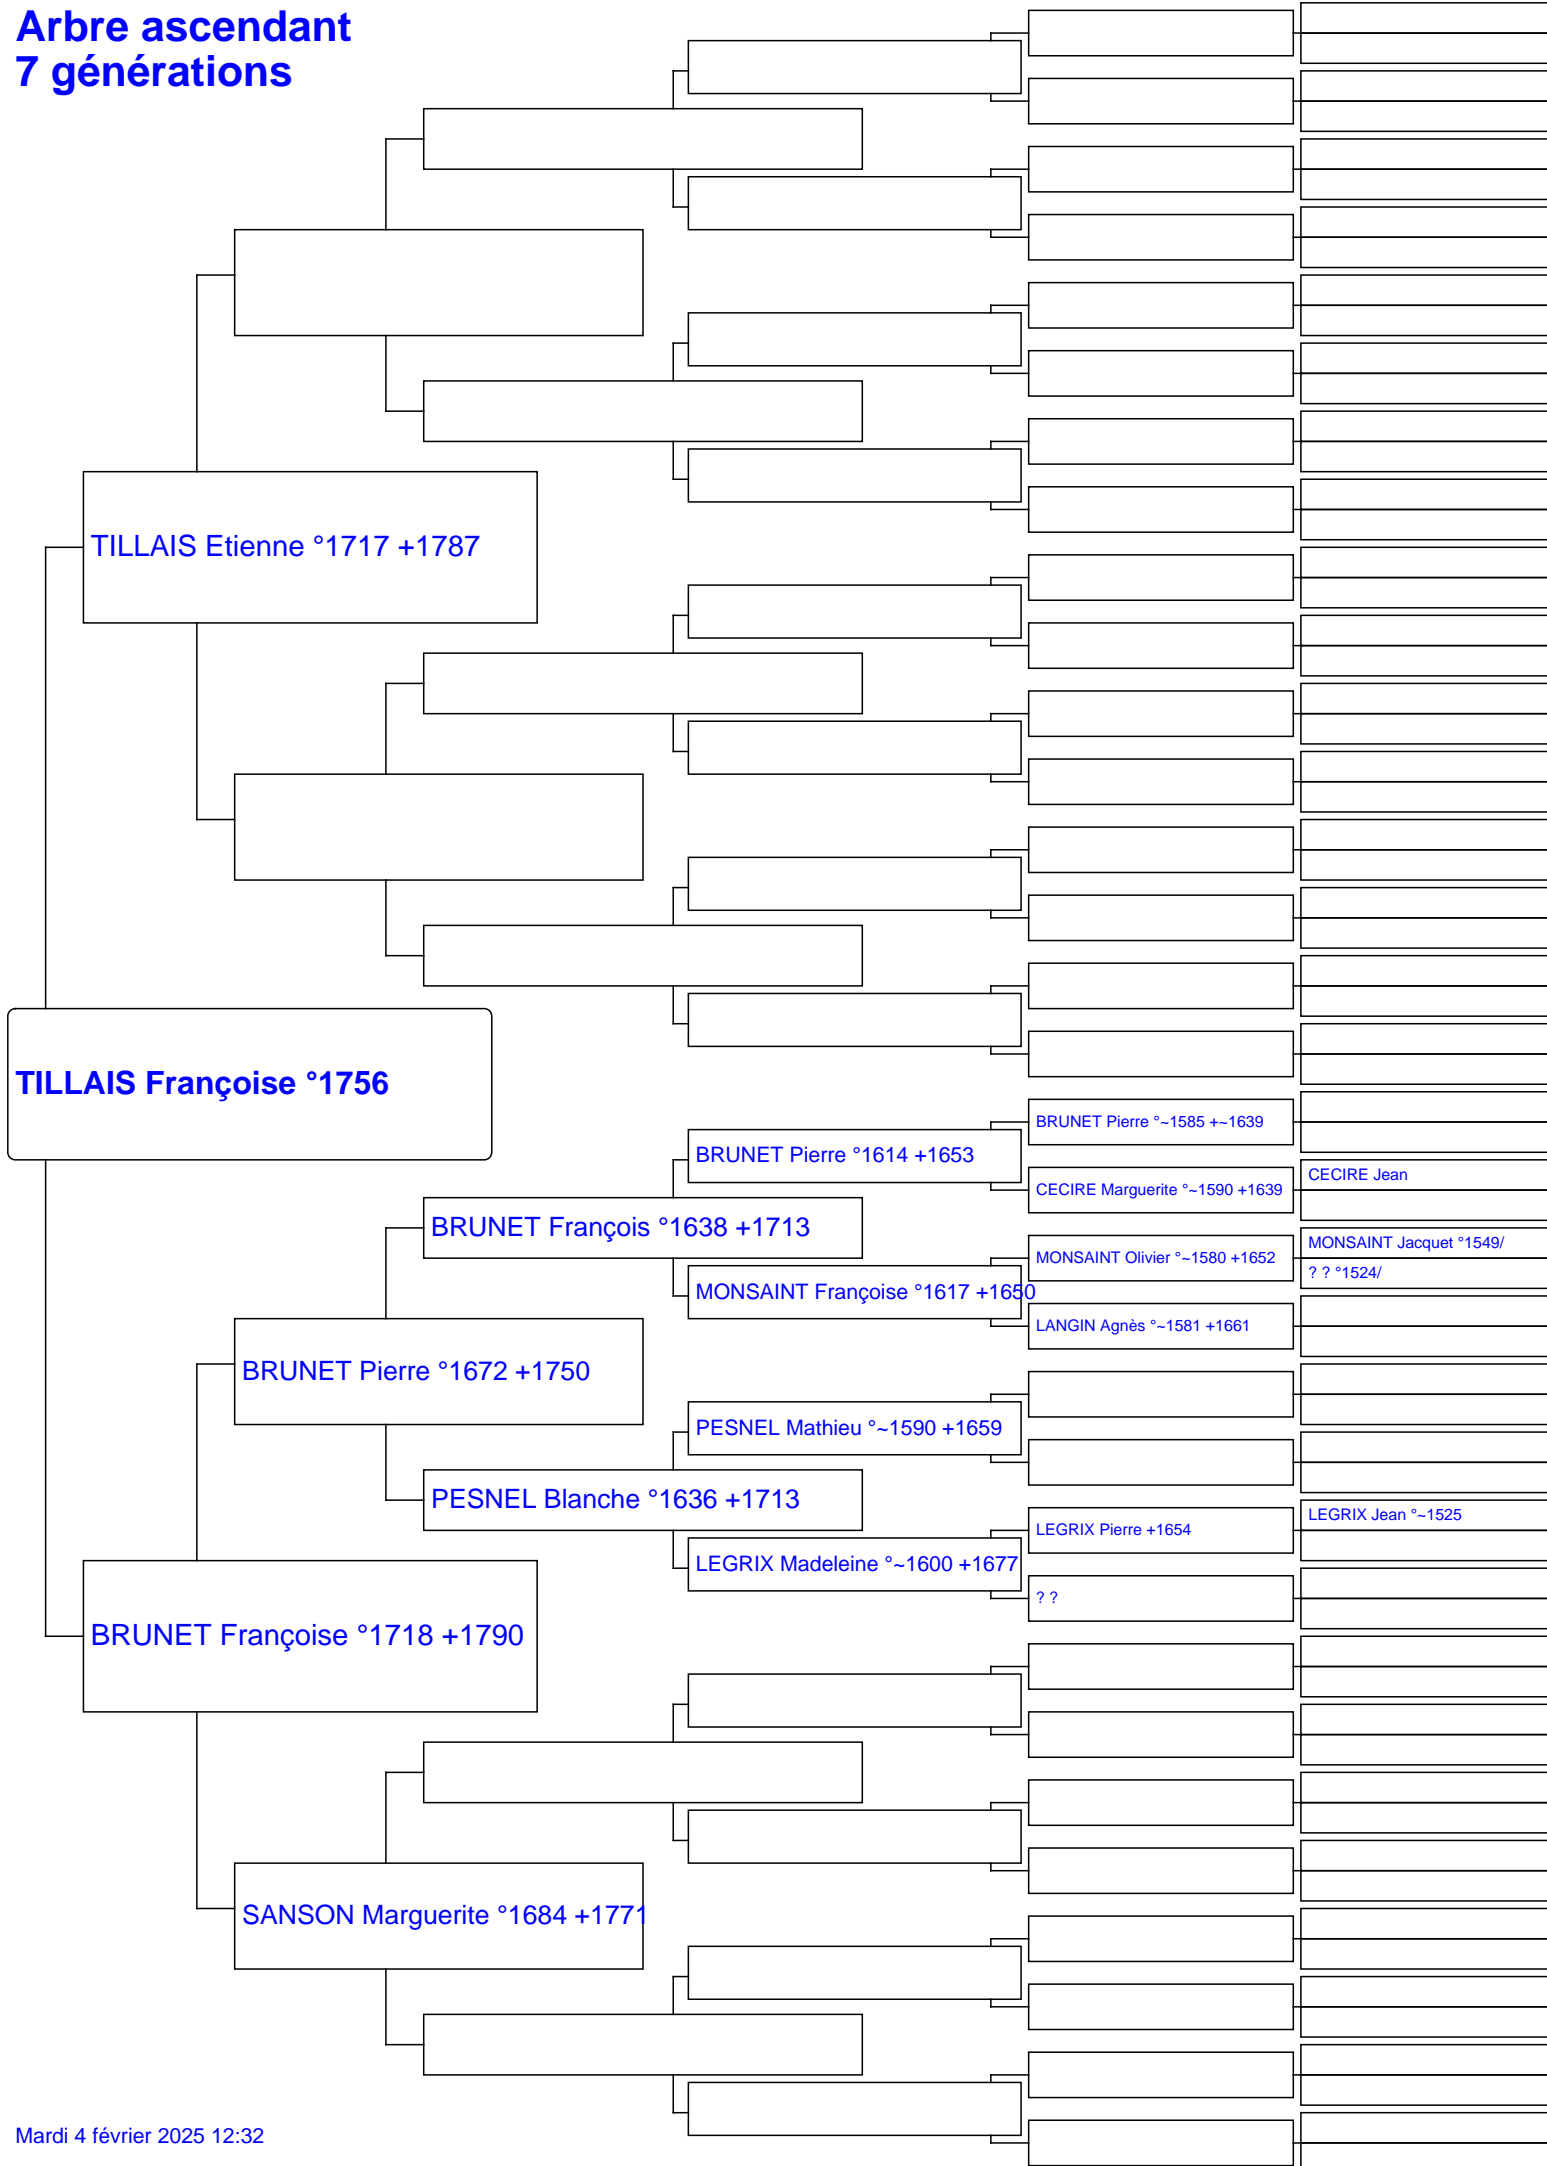 Arbre ascendant
7 générations
TILLAIS Etienne °1717 +1787
TILLAIS Françoise °1756
BRUNET Pierre °~1585 +~1639
BRUNET Pierre °1614 +1653
CECIRE Jean
CECIRE Marguerite °~1590 +1639
BRUNET François °1638 +1713
MONSAINT Jacquet °1549/
MONSAINT Olivier °~1580 +1652
? ? °1524/
MONSAINT Françoise °1617 +1650
LANGIN Agnès °~1581 +1661
BRUNET Pierre °1672 +1750
PESNEL Mathieu °~1590 +1659
PESNEL Blanche °1636 +1713
LEGRIX Jean °~1525
LEGRIX Pierre +1654
LEGRIX Madeleine °~1600 +1677
? ?
BRUNET Françoise °1718 +1790
SANSON Marguerite °1684 +1771
Mardi 4 février 2025 12:32